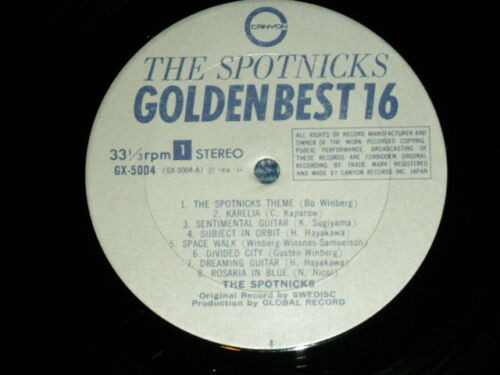 CANYON
THE SPOTNICKS
GOLDEN BEST 16
33⅓rpm 1 STEREO
GX-5004 (GX-5004-A)
ALL RIGHTS OF RECORD MANUFACTURER AND
OWNER OF THE WORK RECORDED COPYING,
PUBLIC PERFORMANCE, BROADCASTING OF
THESE RECORDS ARE FORBIDDEN. ORIGINAL
RECORDING BY TRADE MARK REGISTERED
AND MADE BY CANYON RECORDS INC. JAPAN
1. THE SPOTNICKS THEME (Bo Winberg)
2. KARELIA (C. Kaparow)
3. SENTIMENTAL GUITAR (K. Sugiyama)
4. SUBJECT IN ORBIT (H. Hayakawa)
5. SPACE WALK (Winberg-Winsnes Samuelson)
6. DIVIDED CITY (Gusten-Winberg)
7. DREAMING GUITAR (H. Hayakawa)
8. ROSARIA IN BLUE (N. Nicol)
THE SPOTNICKS
Original Record by SWEDISC
Production by GLOBAL RECORD